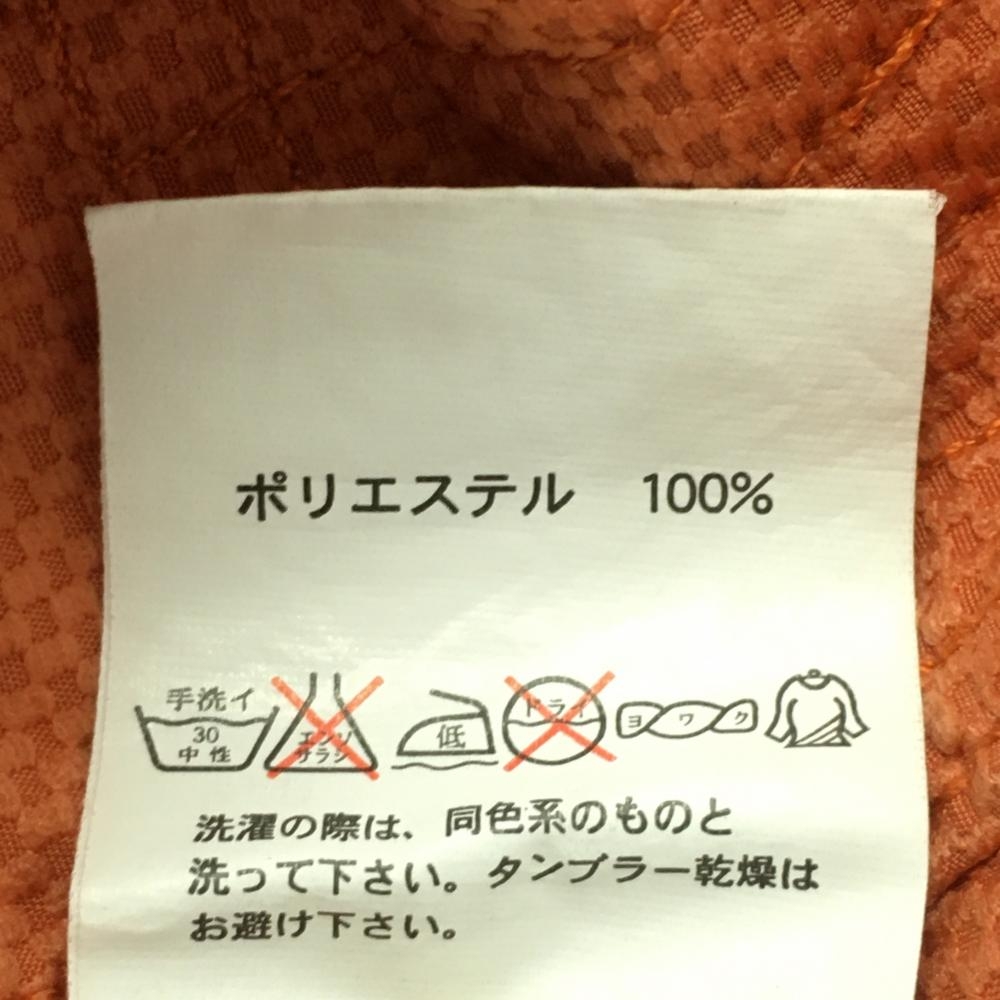 ポリエステル　100%
手洗イ
30
中性
エンソ
サラシ
低
ドライ
ヨワク
洗濯の際は、同色系のものと
洗って下さい。タンブラー乾燥は
お避け下さい。